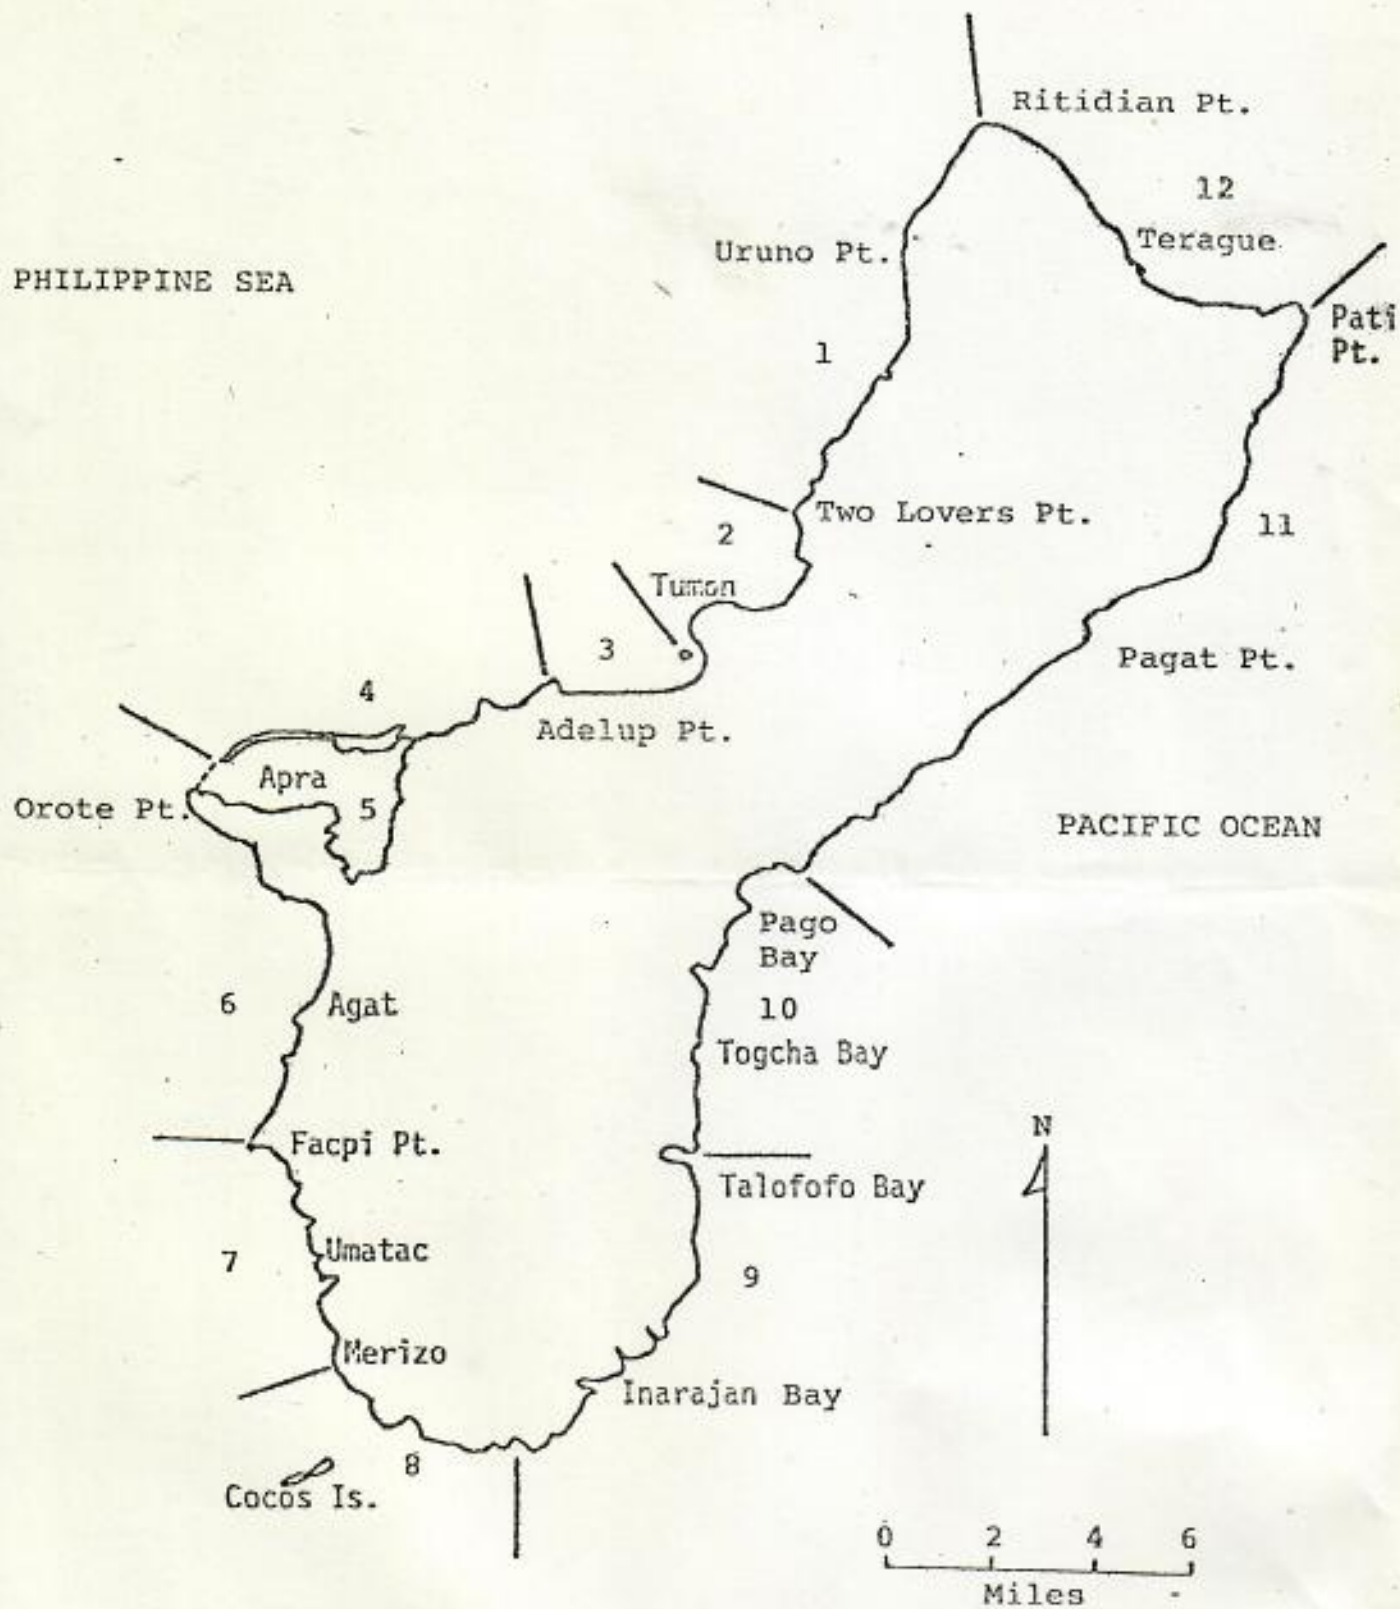 Ritidian Pt.
12
Terague
Uruno Pt.
PHILIPPINE SEA
Pati
Pt.
1
Two Lovers Pt.
2
11
Tumon
3
Pagat Pt.
4
Adelup Pt.
Apra
5
Orote Pt.
PACIFIC OCEAN
Pago
Bay
6
Agat
10
Togcha Bay
N
Facpi Pt.
Talofofo Bay
7
Umatac
9
Merizo
Inarajan Bay
8
Cocos Is.
0 2 4 6
Miles